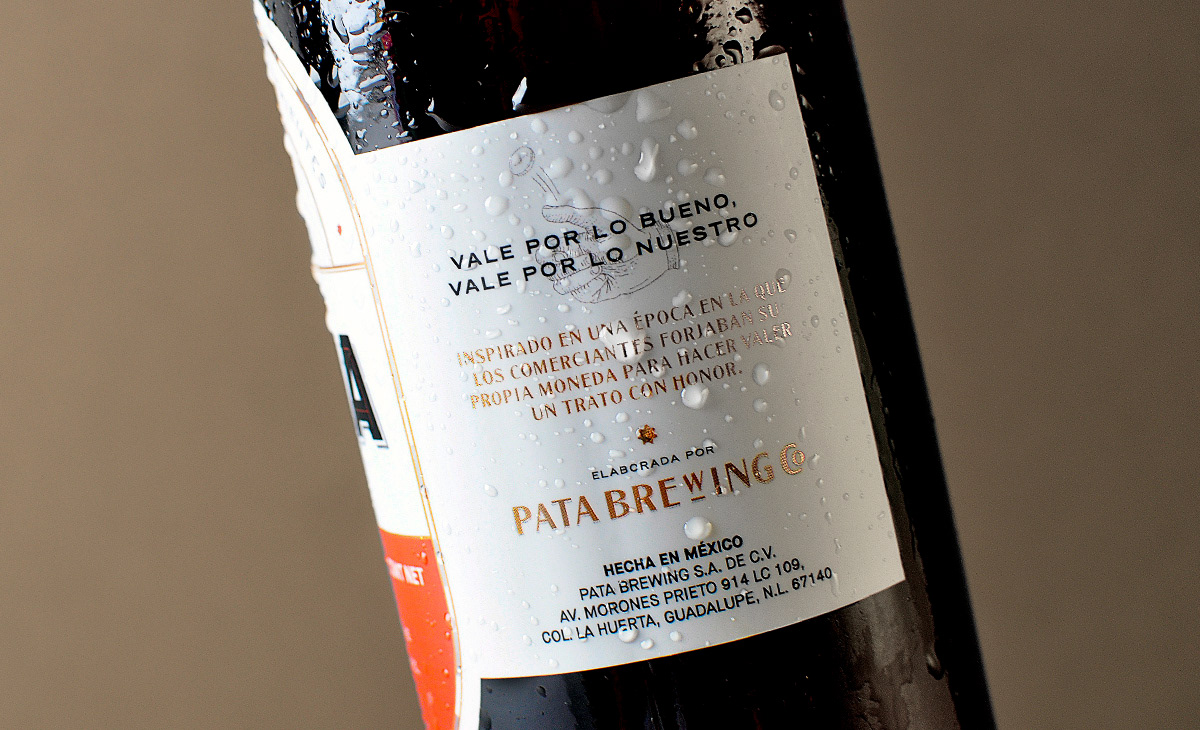 VALE POR LO BUENO,
VALE POR LO NUESTRO
INSPIRADO EN UNA ÉPOCA EN LA QUE
LOS COMERCIANTES FORJABAN SU
PROPIA MONEDA PARA HACER VALER
UN TRATO CON HONOR.
ELABORADA POR
PATA BREWING Co
HECHA EN MÉXICO
PATA BREWING S.A. DE C.V.
AV. MORONES PRIETO 914 LC 109,
COL. LA HUERTA, GUADALUPE, N.L. 67140
A
NET